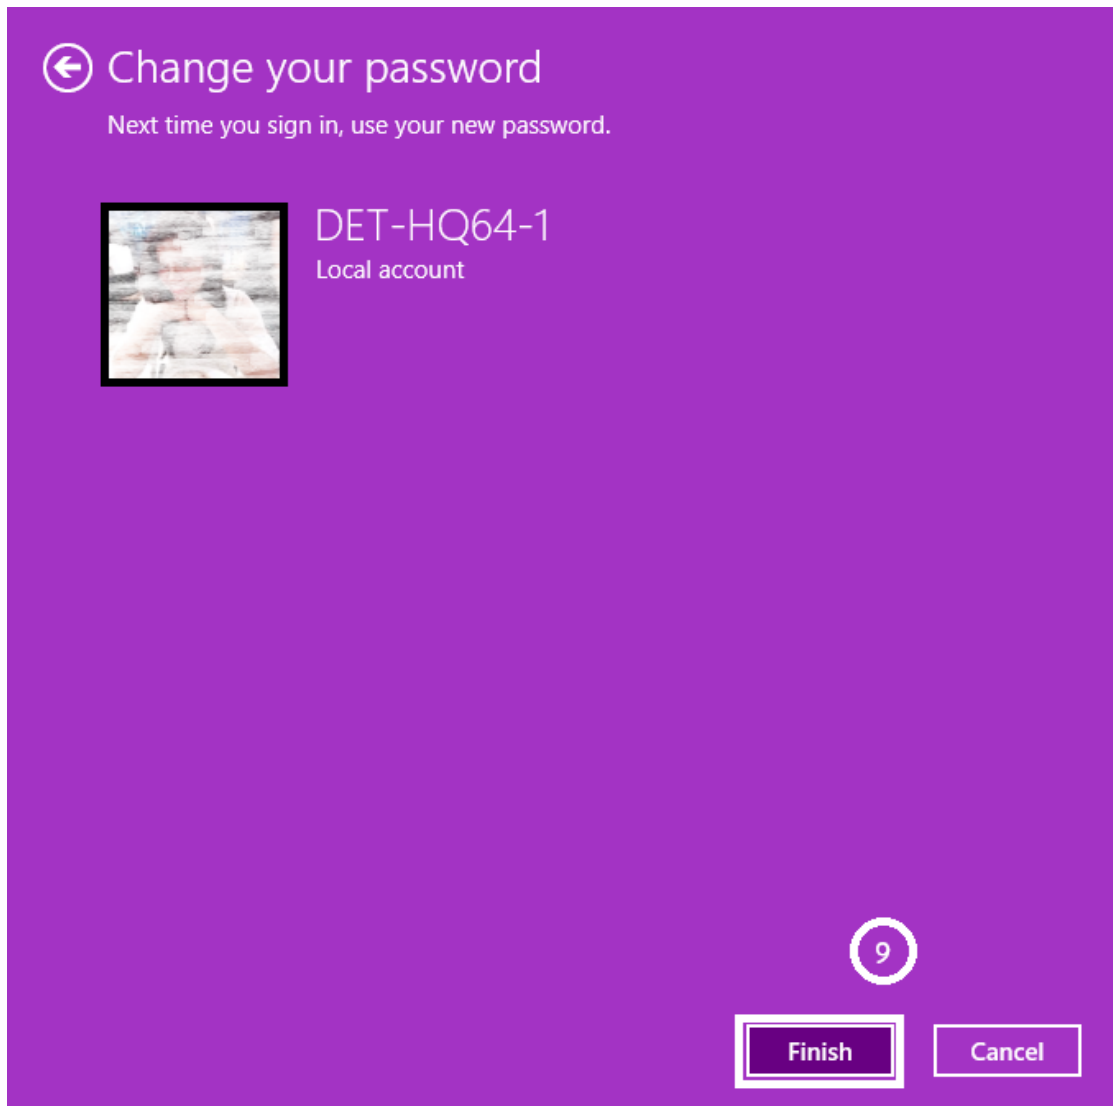 Change your password
Next time you sign in, use your new password.
DET-HQ64-1
Local account
9
Finish
Cancel